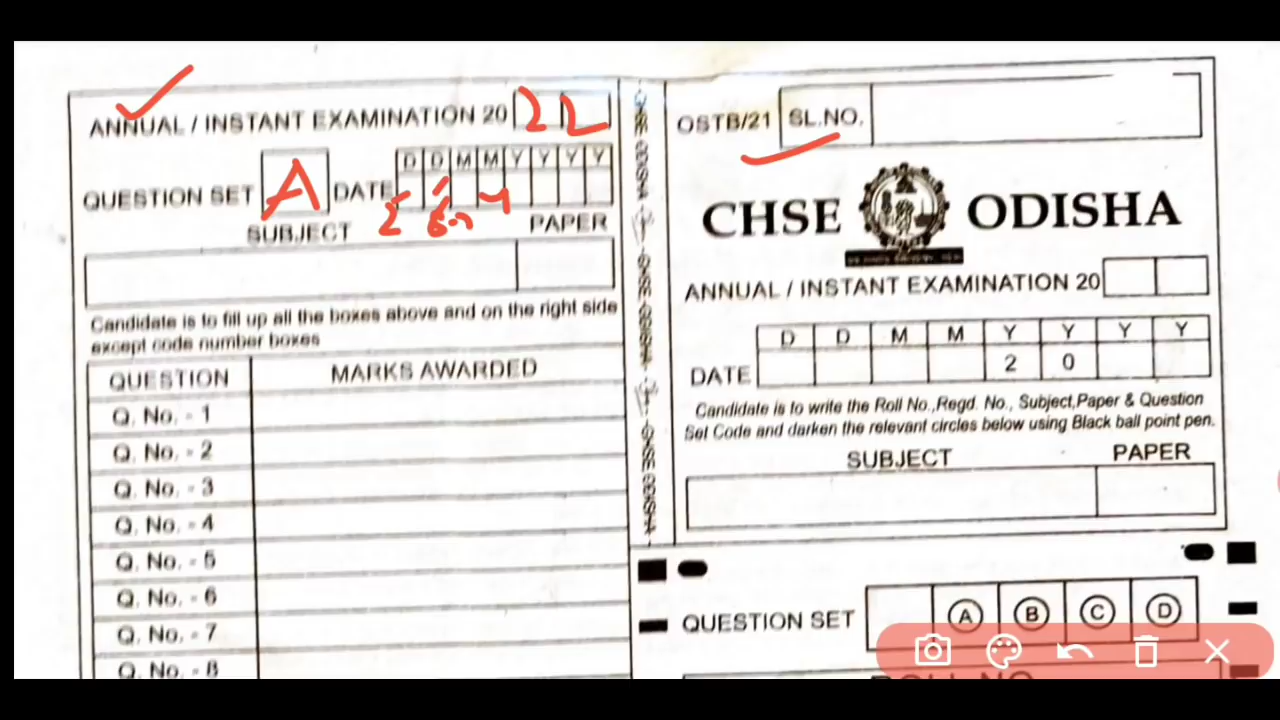 ANNUAL / INSTANT EXAMINATION 20 22
QUESTION SET A DATE D D M M Y Y Y Y
SUBJECT PAPER
Candidate is to fill up all the boxes above and on the right side
except code number boxes
QUESTION MARKS AWARDED
Q. No. - 1
Q. No. - 2
Q. No. - 3
Q. No. - 4
Q. No. - 5
Q. No. - 6
Q. No. - 7
Q. No. - 8
CHSE ODISHA CHSE ODISHA CHSE ODISHA
OSTB/21 SL.NO.
CHSE ODISHA
ANNUAL / INSTANT EXAMINATION 20
D D M M Y Y Y Y
DATE 2 0
Candidate is to write the Roll No.,Regd. No., Subject,Paper & Question
Set Code and darken the relevant circles below using Black ball point pen.
SUBJECT PAPER
QUESTION SET A B C D